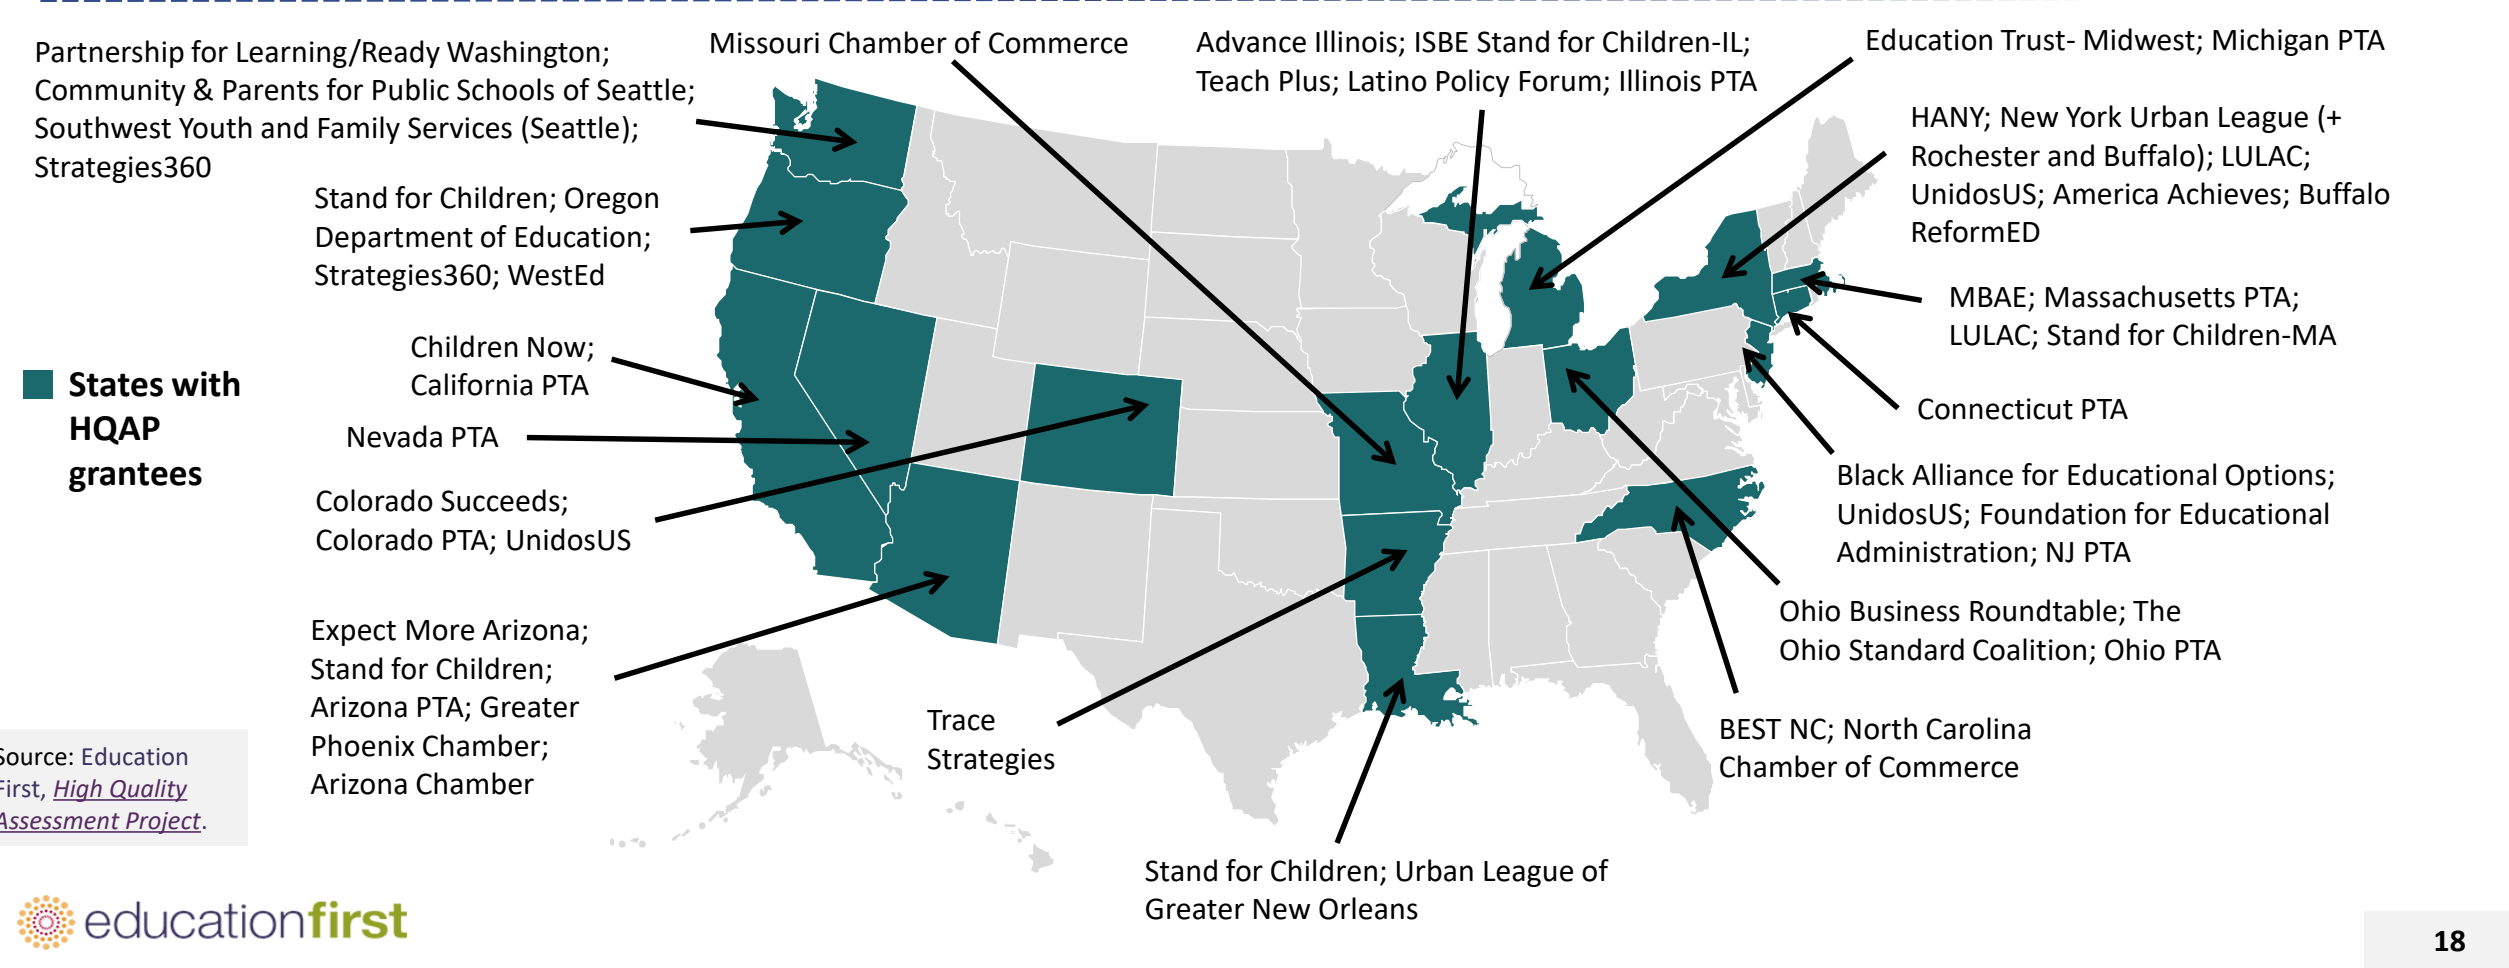 Partnership for Learning/Ready Washington;
Community & Parents for Public Schools of Seattle;
Southwest Youth and Family Services (Seattle);
Strategies360
Missouri Chamber of Commerce
Advance Illinois; ISBE Stand for Children-IL;
Teach Plus; Latino Policy Forum; Illinois PTA
Education Trust- Midwest; Michigan PTA
HANY; New York Urban League (+
Rochester and Buffalo); LULAC;
UnidosUS; America Achieves; Buffalo
ReformED
Stand for Children; Oregon
Department of Education;
Strategies360; WestEd
MBAE; Massachusetts PTA;
LULAC; Stand for Children-MA
Children Now;
California PTA
States with
HQAP
grantees
Connecticut PTA
Nevada PTA
Black Alliance for Educational Options;
UnidosUS; Foundation for Educational
Administration; NJ PTA
Colorado Succeeds;
Colorado PTA; UnidosUS
Ohio Business Roundtable; The
Ohio Standard Coalition; Ohio PTA
Expect More Arizona;
Stand for Children;
Arizona PTA; Greater
Phoenix Chamber;
Arizona Chamber
Trace
Strategies
BEST NC; North Carolina
Chamber of Commerce
Source: Education
First, High Quality
Assessment Project.
Stand for Children; Urban League of
Greater New Orleans
educationfirst
18